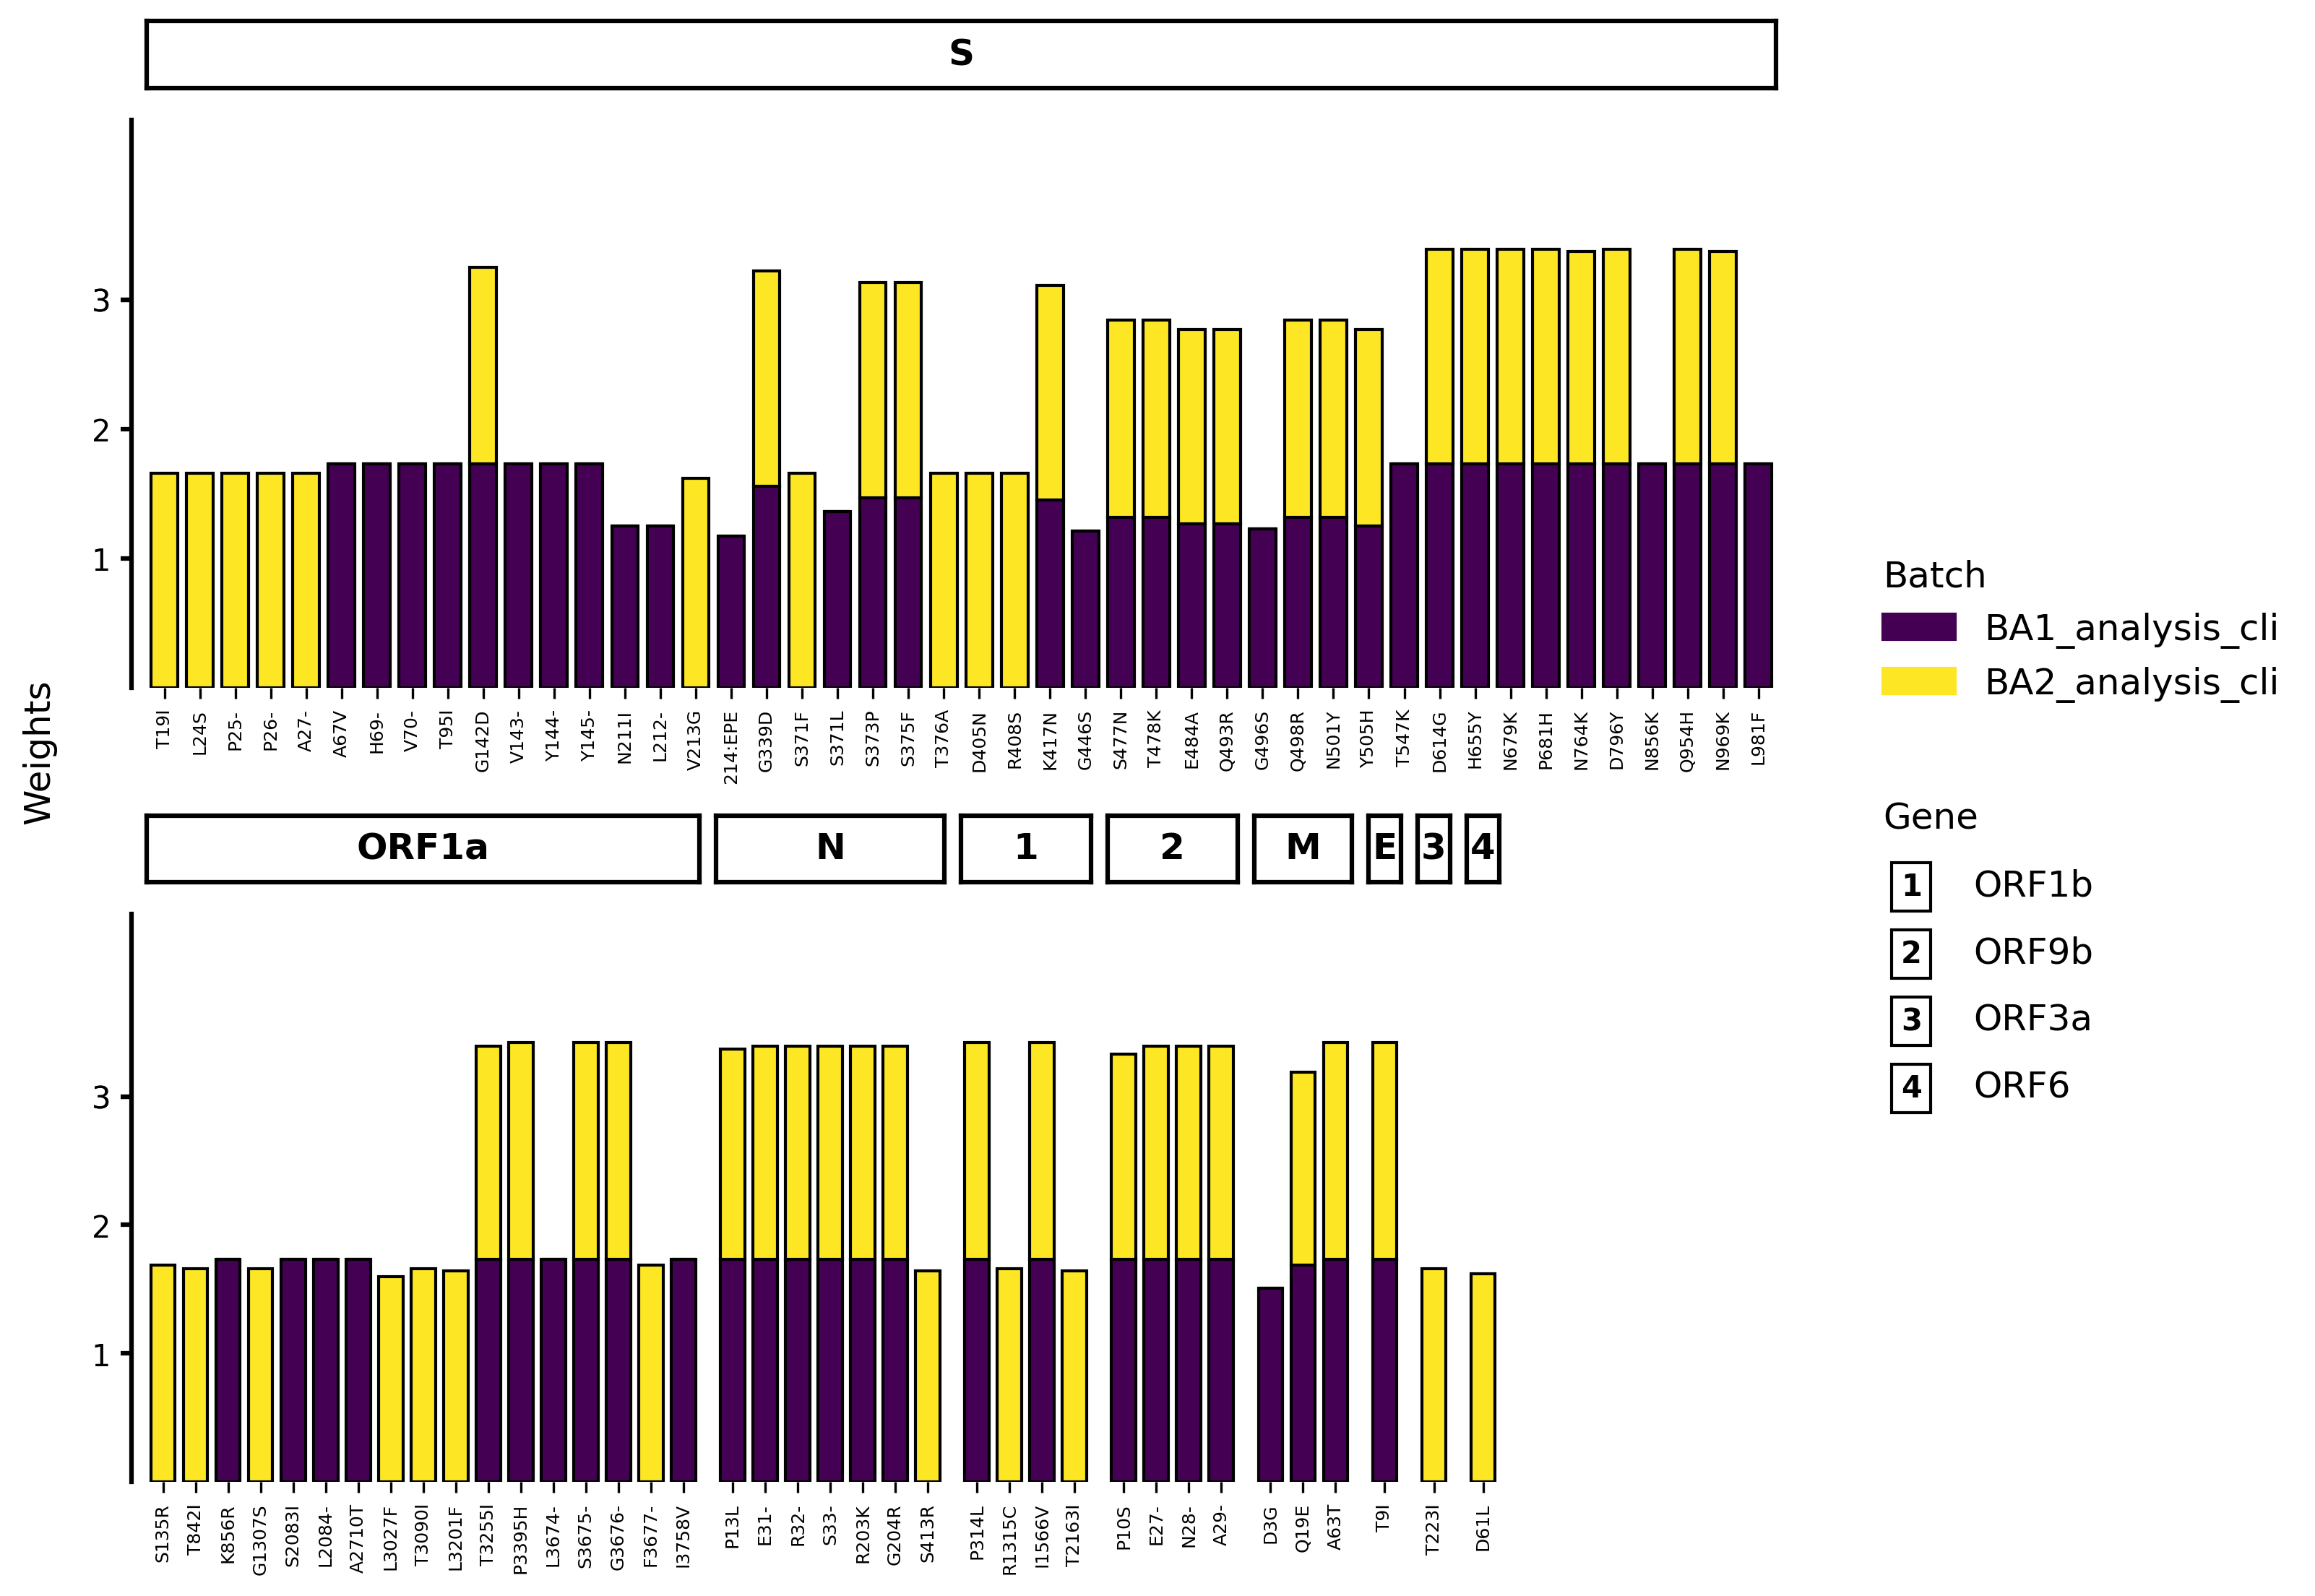 S
3
2
1
T19I L24S P25- P26- A27- A67V H69- V70- T95I G142D V143- Y144- Y145- N211I L212- V213G 214:EPE G339D S371F S371L S373P S375F T376A D405N R408S K417N G446S S477N T478K E484A Q493R G496S Q498R N501Y Y505H T547K D614G H655Y N679K P681H N764K D796Y N856K Q954H N969K L981F
Weights
ORF1a N 1 2 M E 3 4
3
2
1
S135R T842I K856R G1307S S2083I L2084- A2710T L3027F T3090I L3201F T3255I P3395H L3674- S3675- G3676- F3677- I3758V P13L E31- R32- S33- R203K G204R S413R P314L R1315C I1566V T2163I P10S E27- N28- A29- D3G Q19E A63T T9I T223I D61L
Batch
BA1_analysis_cli
BA2_analysis_cli
Gene
1 ORF1b
2 ORF9b
3 ORF3a
4 ORF6